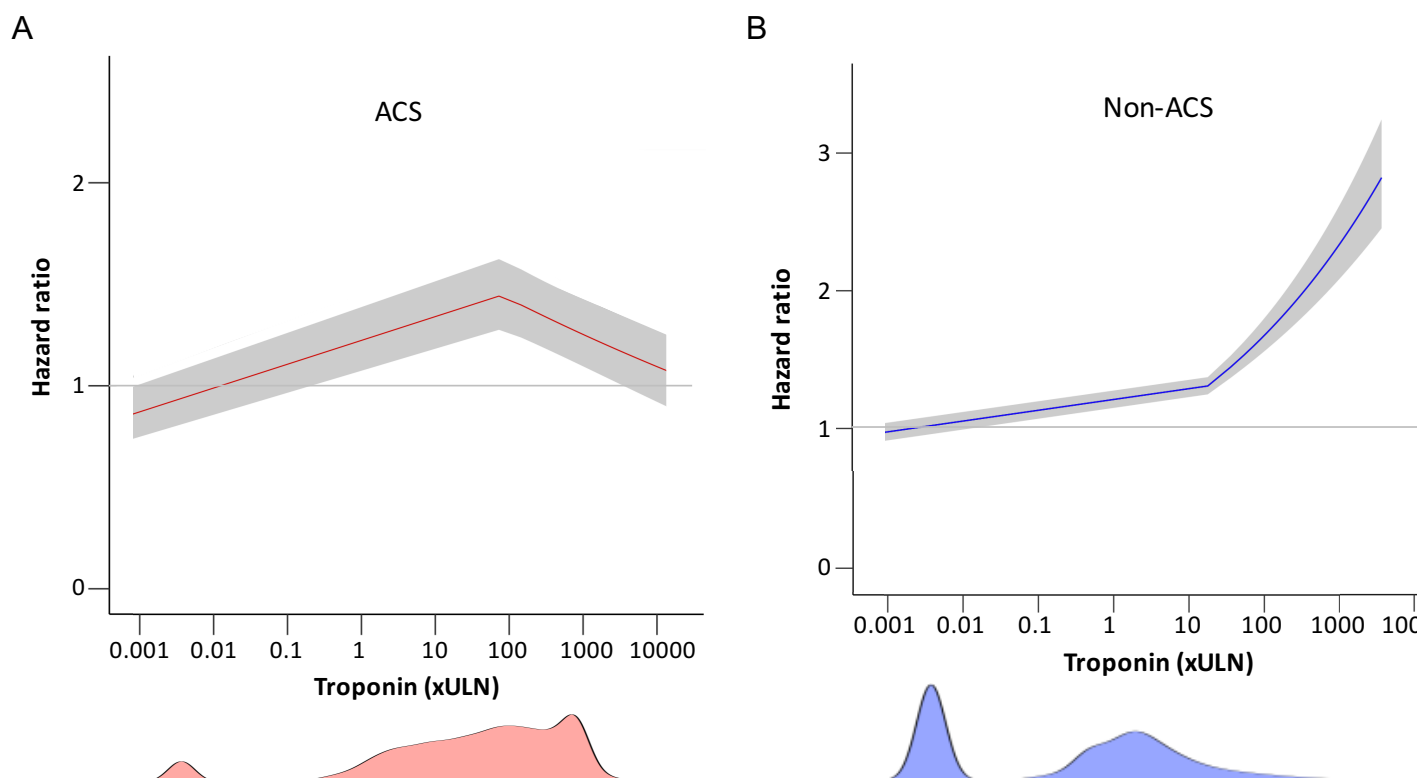 A
ACS
Hazard ratio
2
1
0
0.001 0.01 0.1 1 10 100 1000 10000
Troponin (xULN)
B
Non-ACS
Hazard ratio
3
2
1
0
0.001 0.01 0.1 1 10 100 1000 100
Troponin (xULN)